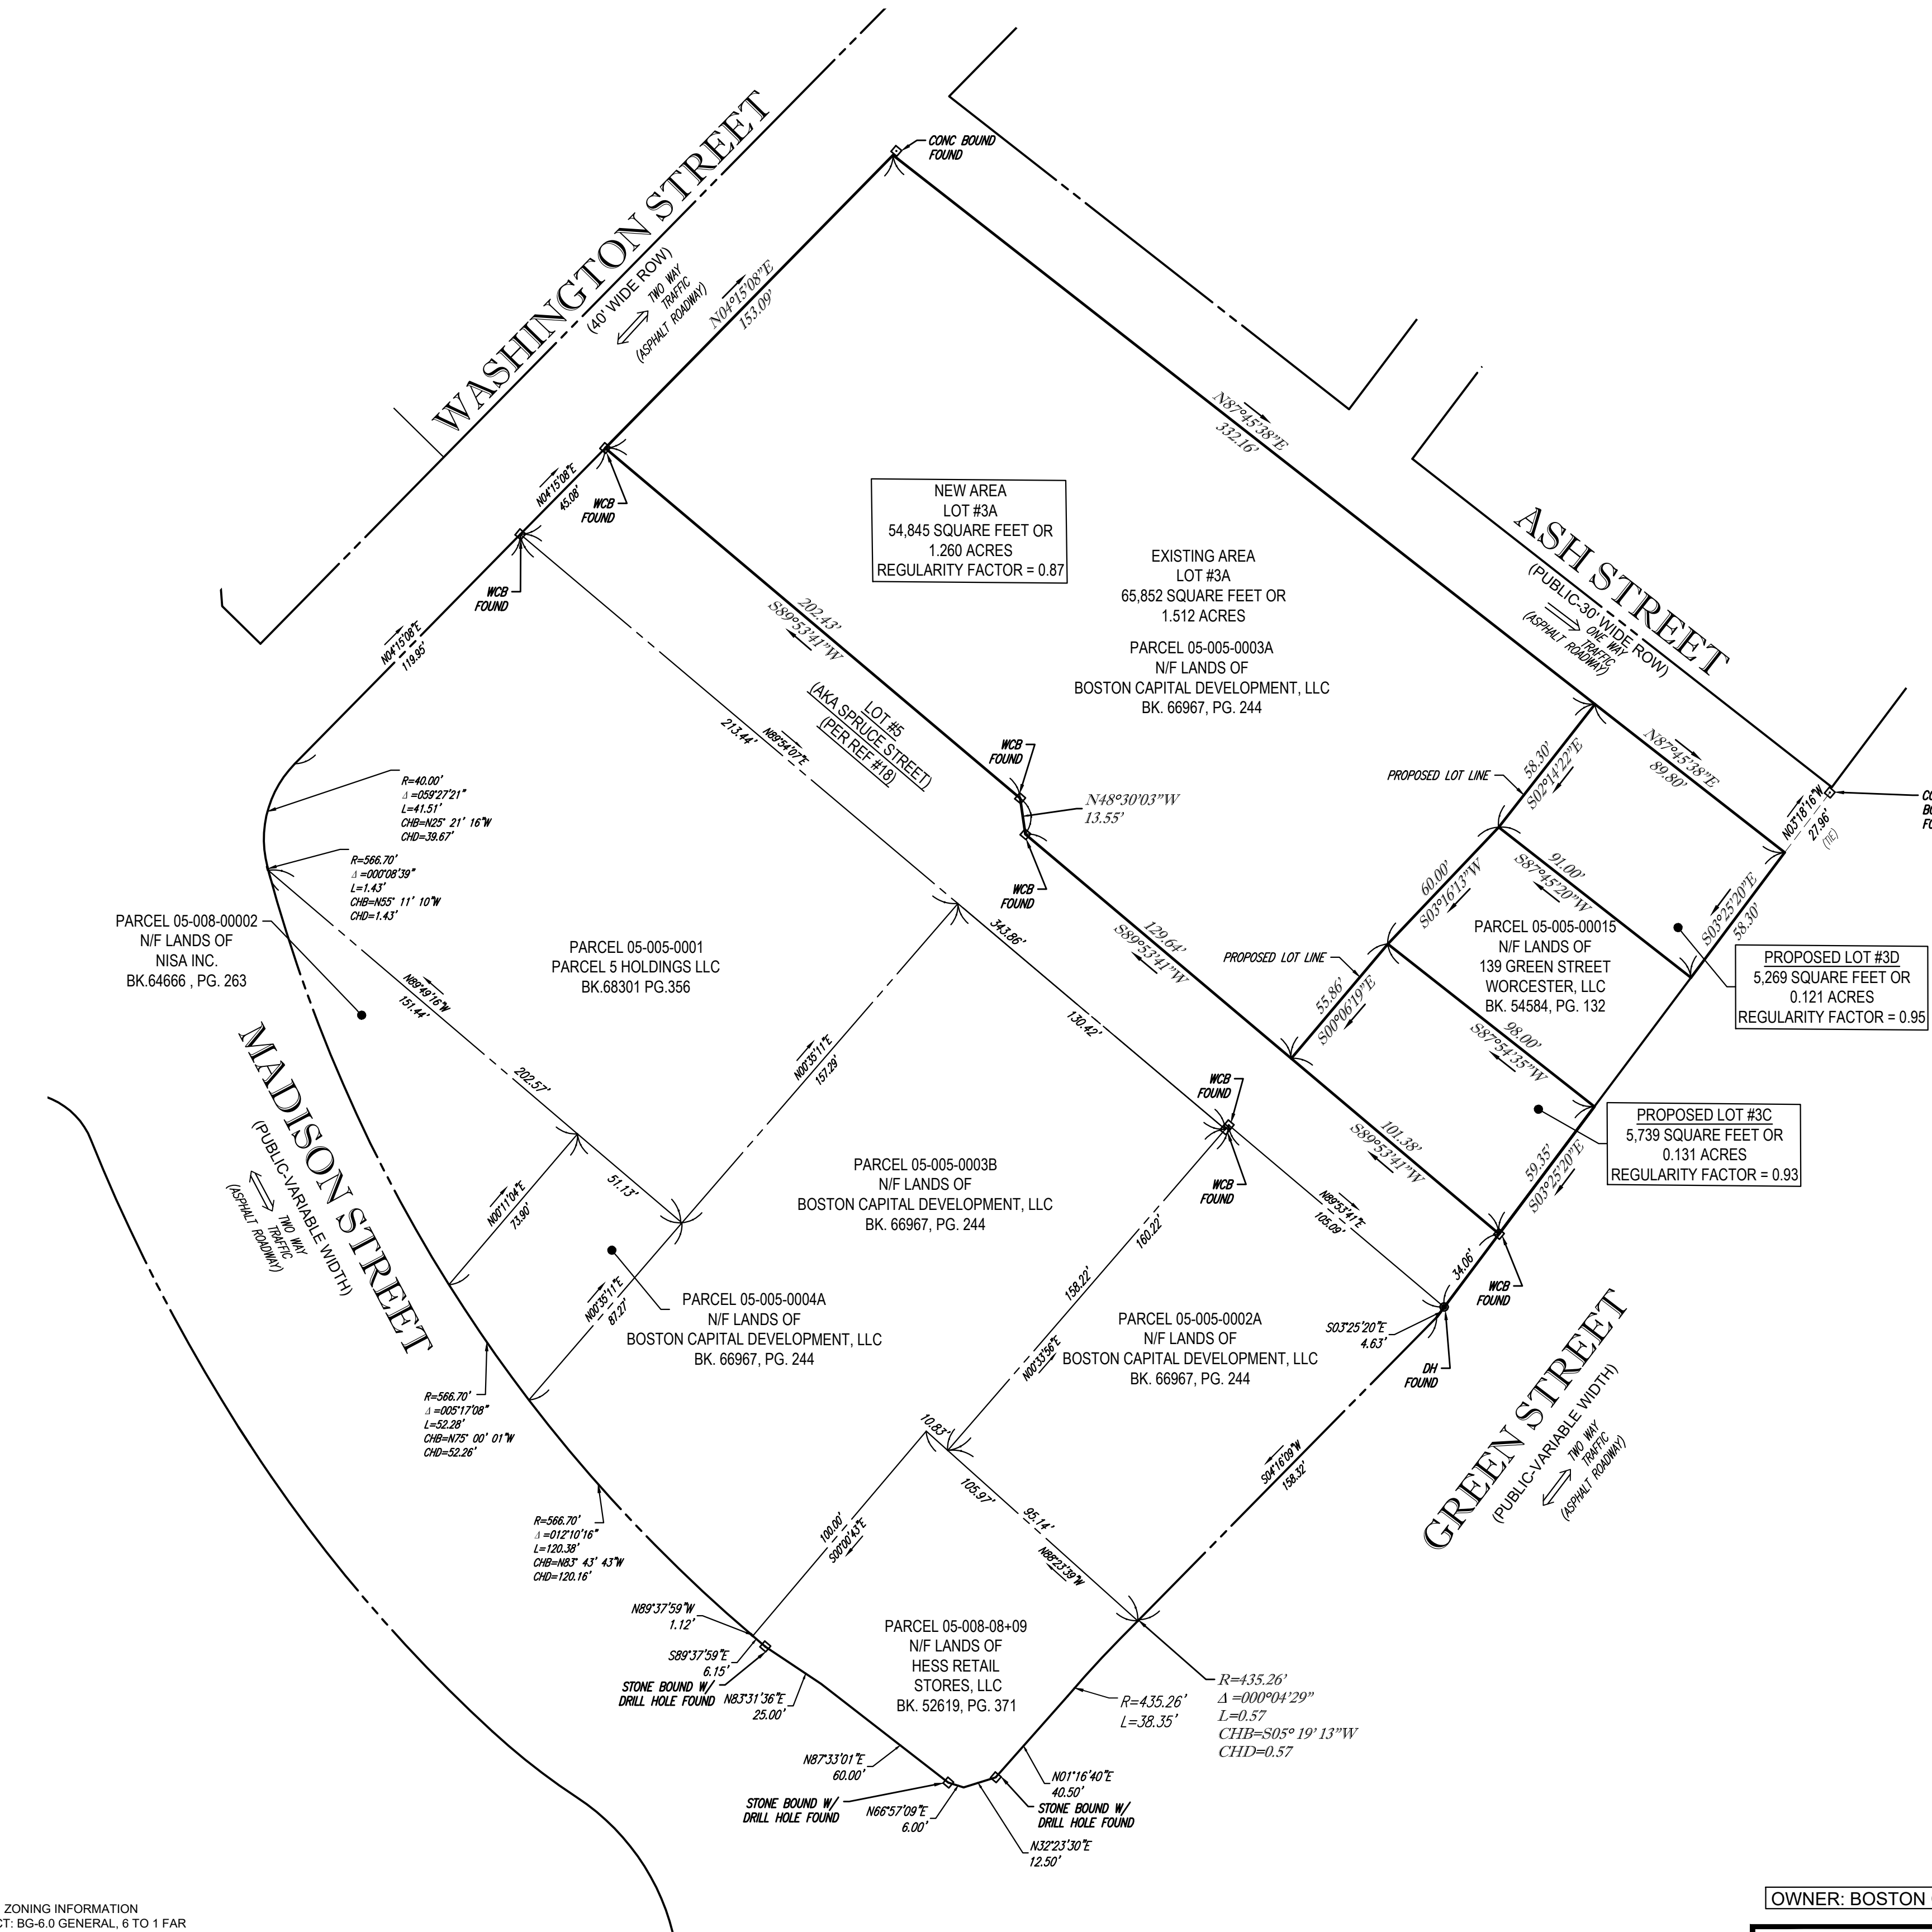 WASHINGTON STREET
(40' WIDE ROW)
TWO WAY
TRAFFIC
(ASPHALT ROADWAY)
N04°15'08"E
153.09'
CONC BOUND
FOUND
N04°15'08"E
45.08'
WCB
FOUND
WCB
FOUND
N04°15'08"E
119.95'
NEW AREA
LOT #3A
54,845 SQUARE FEET OR
1.260 ACRES
REGULARITY FACTOR = 0.87
EXISTING AREA
LOT #3A
65,852 SQUARE FEET OR
1.512 ACRES
PARCEL 05-005-0003A
N/F LANDS OF
BOSTON CAPITAL DEVELOPMENT, LLC
BK. 66967, PG. 244
N87°45'38"E
332.16'
ASH STREET
(PUBLIC-30' WIDE ROW)
ONE WAY
TRAFFIC
(ASPHALT ROADWAY)
202.43'
S89°53'41"W
LOT #5
(AKA SPRUCE STREET)
(PER REF #18)
213.44'
N89°54'07"E
WCB
FOUND
N48°30'03"W
13.55'
WCB
FOUND
343.86'
130.42'
129.64'
S89°53'41"W
PROPOSED LOT LINE
58.30'
S02°14'22"E
N87°45'38"E
89.80'
N03°18'16"W
27.96'
(TIE)
60.00'
S03°16'13"W
91.00'
S87°45'20"W
S03°25'20"E
58.30'
PROPOSED LOT LINE
55.86'
S00°06'19"E
PARCEL 05-005-00015
N/F LANDS OF
139 GREEN STREET
WORCESTER, LLC
BK. 54584, PG. 132
98.00'
S87°54'35"W
PROPOSED LOT #3D
5,269 SQUARE FEET OR
0.121 ACRES
REGULARITY FACTOR = 0.95
PROPOSED LOT #3C
5,739 SQUARE FEET OR
0.131 ACRES
REGULARITY FACTOR = 0.93
101.38'
S89°53'41"W
59.35'
S03°25'20"E
WCB
FOUND
34.06'
R=40.00'
Δ =059°27'21"
L=41.51'
CHB=N25° 21' 16"W
CHD=39.67'
R=566.70'
Δ =000°08'39"
L=1.43'
CHB=N55° 11' 10"W
CHD=1.43'
PARCEL 05-008-00002
N/F LANDS OF
NISA INC.
BK.64666 , PG. 263
PARCEL 05-005-0001
PARCEL 5 HOLDINGS LLC
BK.68301 PG.356
N89°49'16"W
151.44'
202.57'
51.13'
N00°35'11"E
157.29'
N00°11'04"E
73.90'
N00°35'11"E
87.27'
MADISON STREET
(PUBLIC-VARIABLE WIDTH)
TWO WAY
TRAFFIC
(ASPHALT ROADWAY)
PARCEL 05-005-0003B
N/F LANDS OF
BOSTON CAPITAL DEVELOPMENT, LLC
BK. 66967, PG. 244
PARCEL 05-005-0004A
N/F LANDS OF
BOSTON CAPITAL DEVELOPMENT, LLC
BK. 66967, PG. 244
WCB
FOUND
WCB
FOUND
N89°53'41"E
105.09'
160.22'
158.22'
N00°33'56"E
PARCEL 05-005-0002A
N/F LANDS OF
BOSTON CAPITAL DEVELOPMENT, LLC
BK. 66967, PG. 244
S03°25'20"E
4.63'
DH
FOUND
S04°16'09"W
158.32'
GREEN STREET
(PUBLIC-VARIABLE WIDTH)
TWO WAY
TRAFFIC
(ASPHALT ROADWAY)
R=566.70'
Δ =005°17'08"
L=52.28'
CHB=N75° 00' 01"W
CHD=52.26'
R=566.70'
Δ =012°10'16"
L=120.38'
CHB=N83° 43' 43"W
CHD=120.16'
10.83'
105.97'
95.14'
N88°23'39"W
100.00'
S00°00'43"E
N89°37'59"W
1.12'
S89°37'59"E
6.15'
STONE BOUND W/
DRILL HOLE FOUND
N83°31'36"E
25.00'
PARCEL 05-008-08+09
N/F LANDS OF
HESS RETAIL
STORES, LLC
BK. 52619, PG. 371
R=435.26'
L=38.35'
R=435.26'
Δ =000°04'29"
L=0.57
CHB=S05° 19' 13"W
CHD=0.57
N87°33'01"E
60.00'
STONE BOUND W/
DRILL HOLE FOUND
N66°57'09"E
6.00'
N01°16'40"E
40.50'
STONE BOUND W/
DRILL HOLE FOUND
N32°23'30"E
12.50'
ZONING INFORMATION
CT: BG-6.0 GENERAL, 6 TO 1 FAR
OWNER: BOSTON